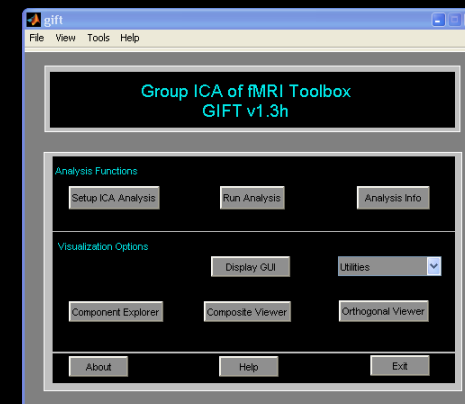 gift
File View Tools Help
Group ICA of fMRI Toolbox
GIFT v1.3h
Analysis Functions
Setup ICA Analysis Run Analysis Analysis Info
Visualization Options
Display GUI Utilities
Component Explorer Composite Viewer Orthogonal Viewer
About Help Exit